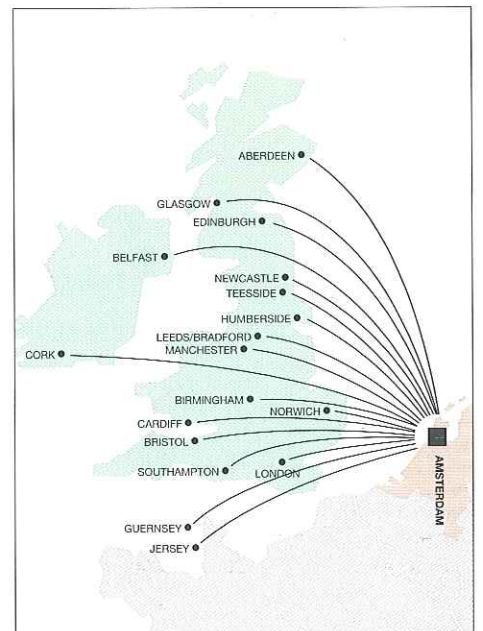 ABERDEEN
GLASGOW
EDINBURGH
BELFAST
NEWCASTLE
TEESSIDE
HUMBERSIDE
LEEDS/BRADFORD
MANCHESTER
CORK
BIRMINGHAM
NORWICH
CARDIFF
BRISTOL
SOUTHAMPTON
LONDON
AMSTERDAM
GUERNSEY
JERSEY